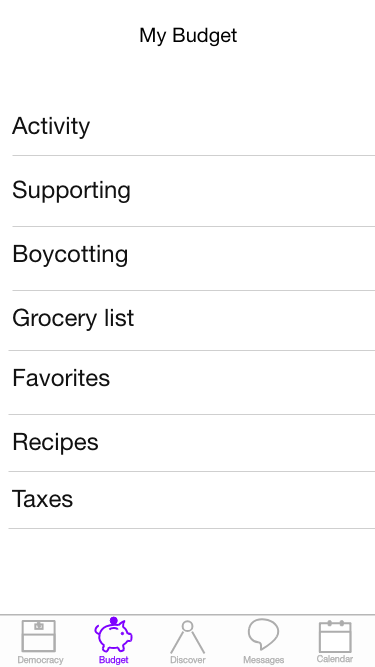 My Budget
Activity
Supporting
Boycotting
Grocery list
Favorites
Recipes
Taxes
Democracy Budget Discover Messages Calendar